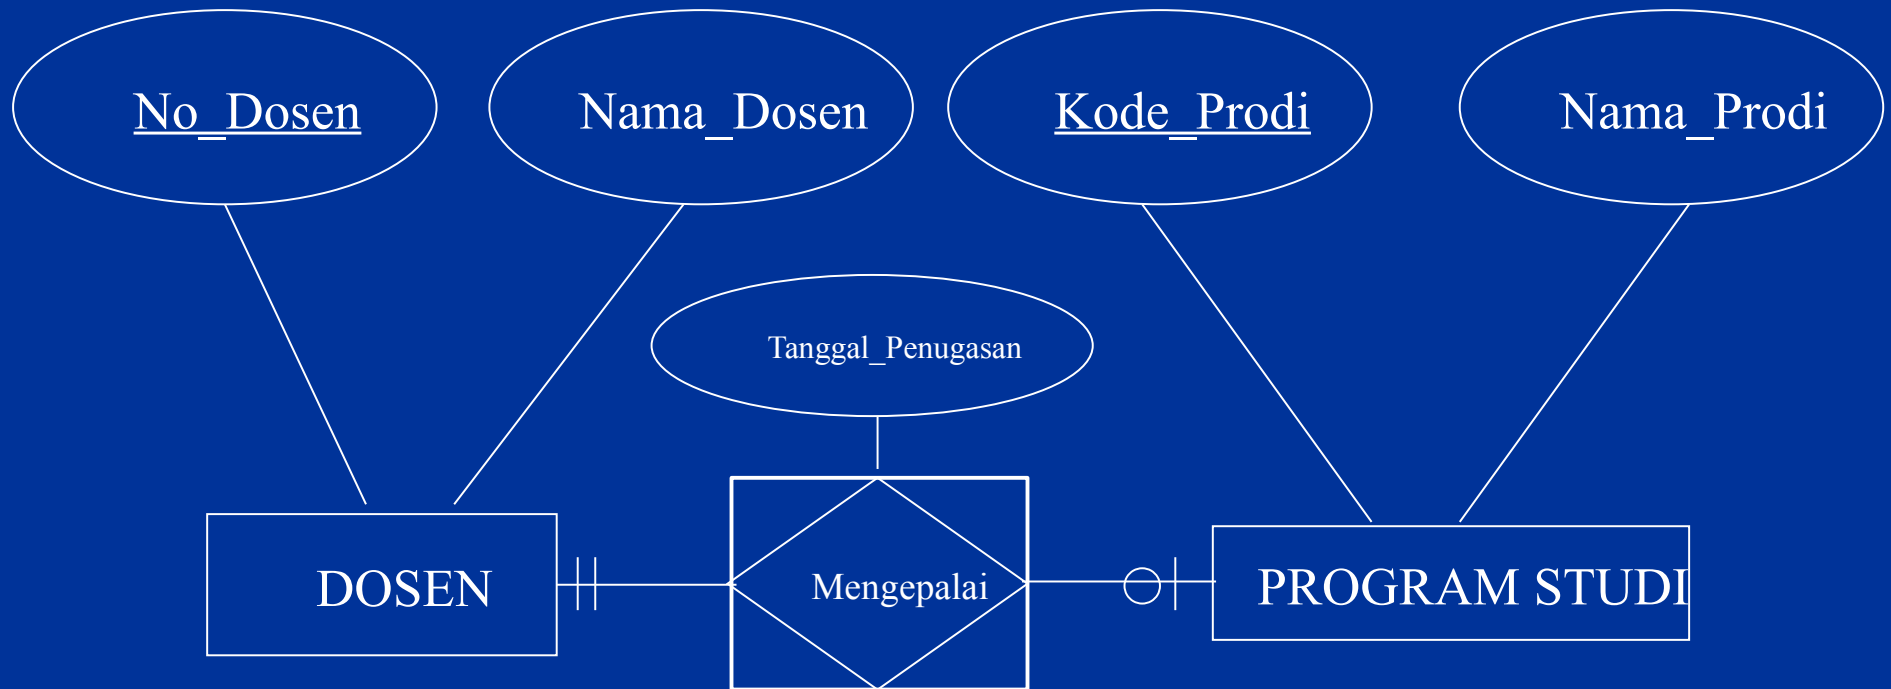 No_Dosen
Nama_Dosen
Kode_Prodi
Nama_Prodi
Tanggal_Penugasan
DOSEN
Mengepalai
PROGRAM STUDI